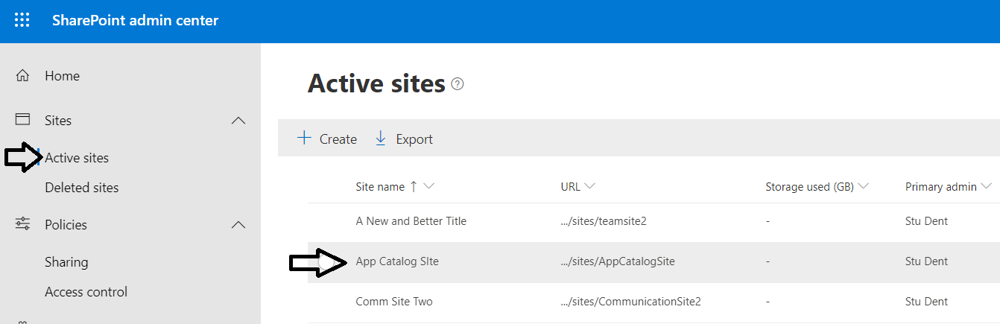 SharePoint admin center
Home
Sites
Active sites
Deleted sites
Policies
Sharing
Access control
Active sites ?
Create Export
Site name URL Storage used (GB) Primary admin
A New and Better Title .../sites/teamsite2 - Stu Dent
App Catalog SIte .../sites/AppCatalogSite - Stu Dent
Comm Site Two .../sites/CommunicationSite2 - Stu Dent